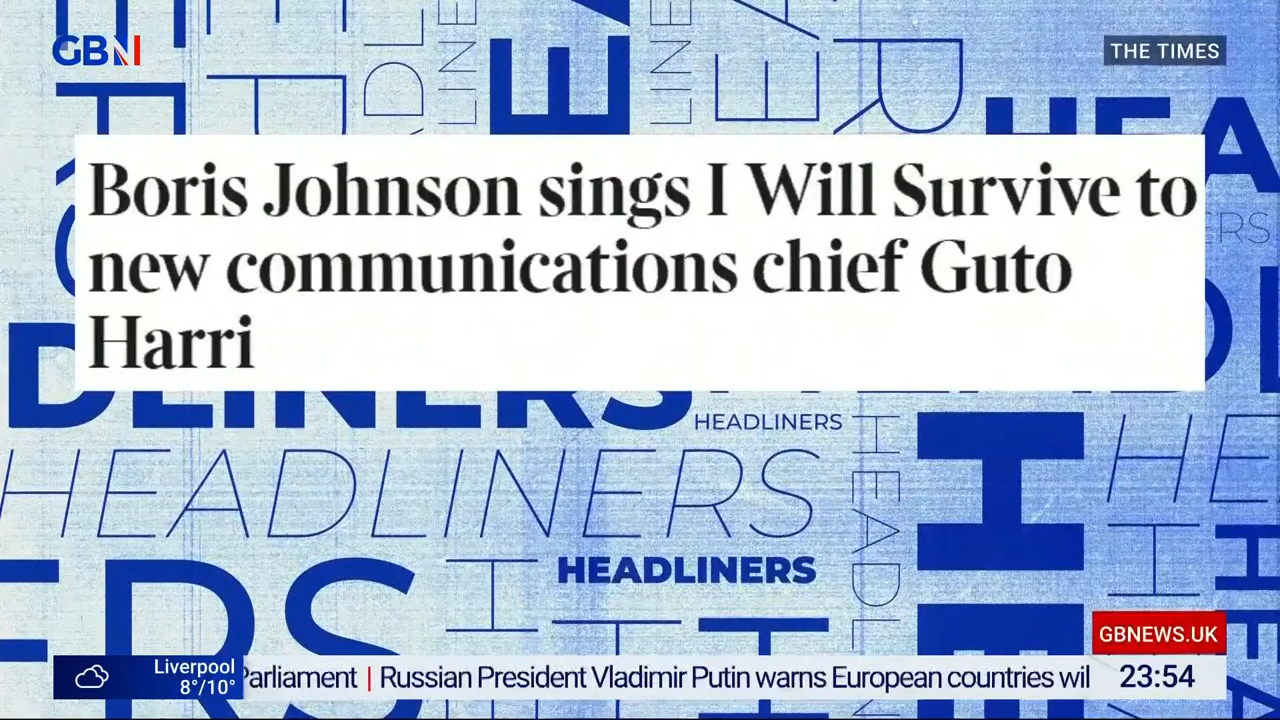 GBN
THE TIMES
Boris Johnson sings I Will Survive to
new communications chief Guto
Harri
HEADLINERS
HEADLINERS
HEADLINERS
GBNEWS.UK
Liverpool
8°/10°
Parliament | Russian President Vladimir Putin warns European countries wil
23:54